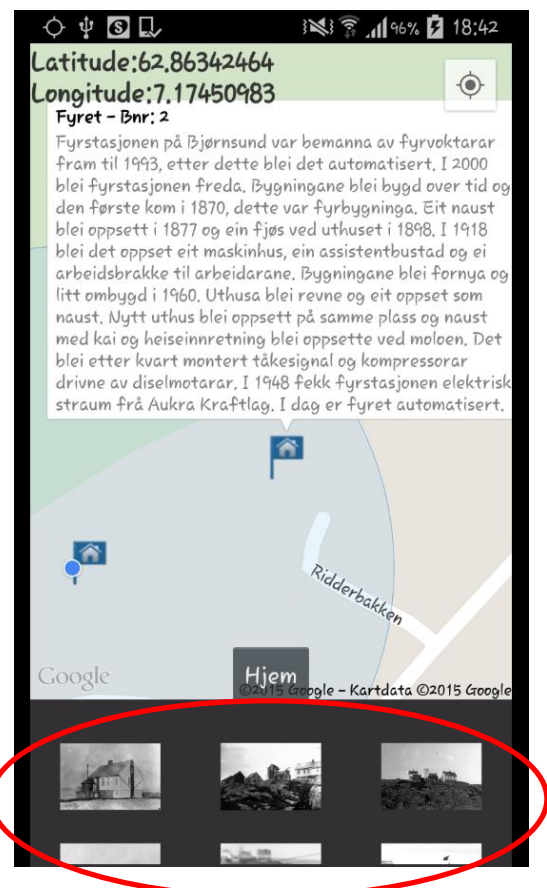 96% 18:42
Latitude:62.86342464
Longitude:7.17450983
Fyret - Bnr: 2
Fyrstasjonen på Bjørnsund var bemanna av fyrvoktarar
fram til 1993, etter dette blei det automatisert. I 2000
blei fyrstasjonen freda. Bygningane blei bygd over tid og
den første kom i 1870, dette var fyrbygninga. Eit naust
blei oppsett i 1877 og ein fjøs ved uthuset i 1898. I 1918
blei det oppset eit maskinhus, ein assistentbustad og ei
arbeidsbrakke til arbeidarane. Bygningane blei fornya og
litt ombygd i 1960. Uthusa blei revne og eit oppset som
naust. Nytt uthus blei oppsett på samme plass og naust
med kai og heiseinnretning blei oppsette ved moloen. Det
blei etter kvart montert tåkesignal og kompressorar
drivne av diselmotarar. I 1948 fekk fyrstasjonen elektrisk
straum frå Aukra Kraftlag. I dag er fyret automatisert.
Ridderbakken
Google
Hjem
©2015 Google - Kartdata ©2015 Google